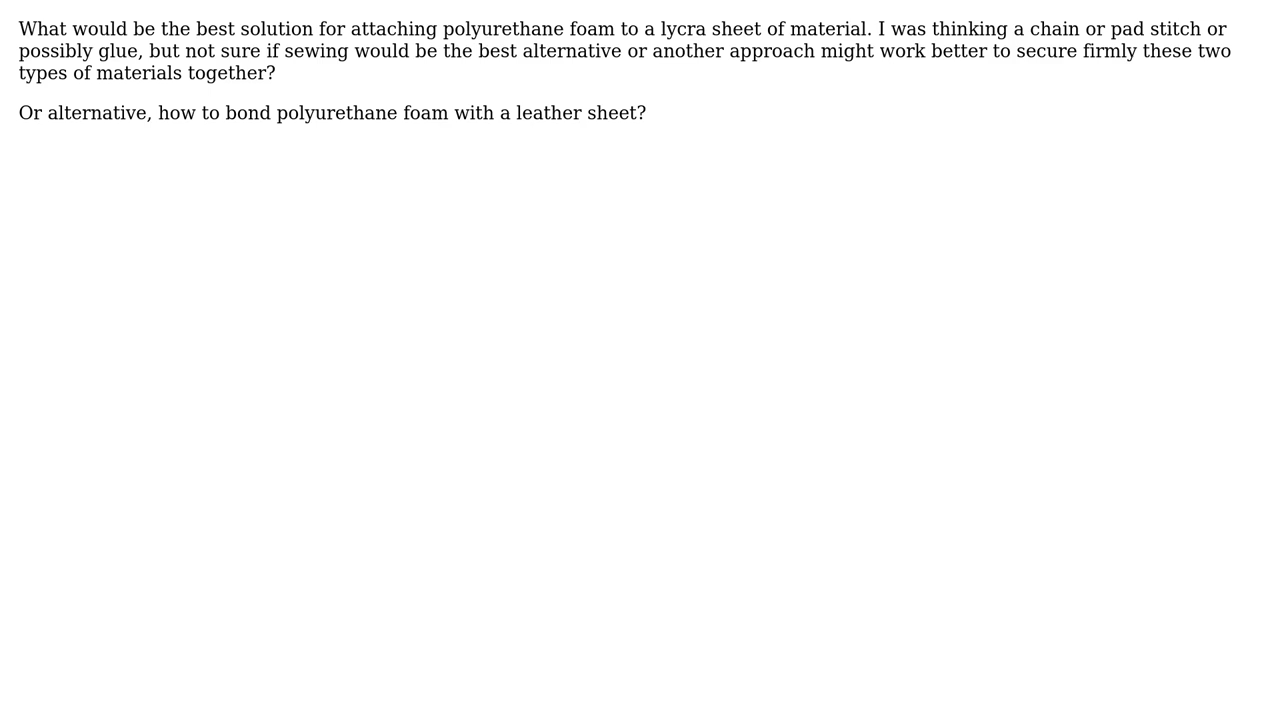 What would be the best solution for attaching polyurethane foam to a lycra sheet of material. I was thinking a chain or pad stitch or
possibly glue, but not sure if sewing would be the best alternative or another approach might work better to secure firmly these two
types of materials together?
Or alternative, how to bond polyurethane foam with a leather sheet?